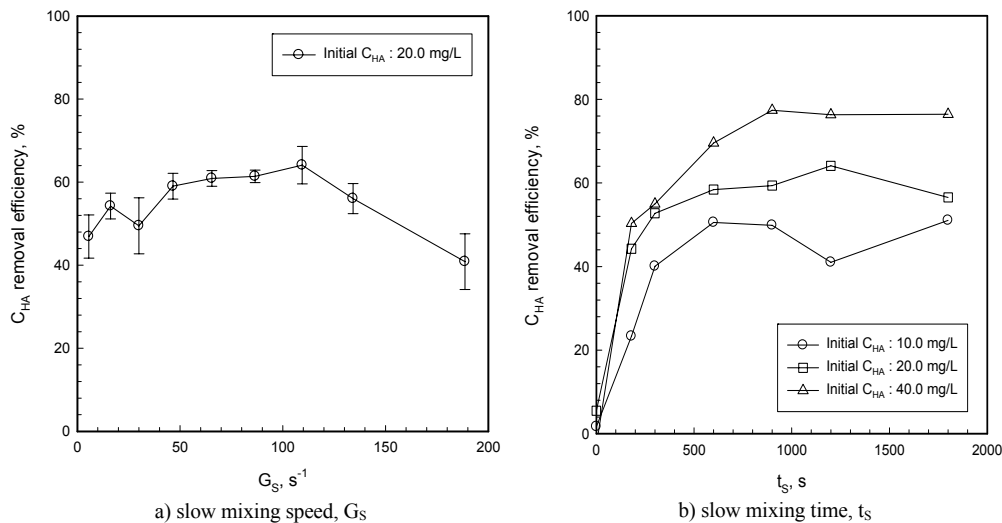 100
80
60
40
20
0
C_HA removal efficiency, %
Initial C_HA : 20.0 mg/L
0
50
100
150
200
G_S, s⁻¹
a) slow mixing speed, G_S
100
80
60
40
20
0
C_HA removal efficiency, %
Initial C_HA : 10.0 mg/L
Initial C_HA : 20.0 mg/L
Initial C_HA : 40.0 mg/L
0
500
1000
1500
2000
t_S, s
b) slow mixing time, t_S